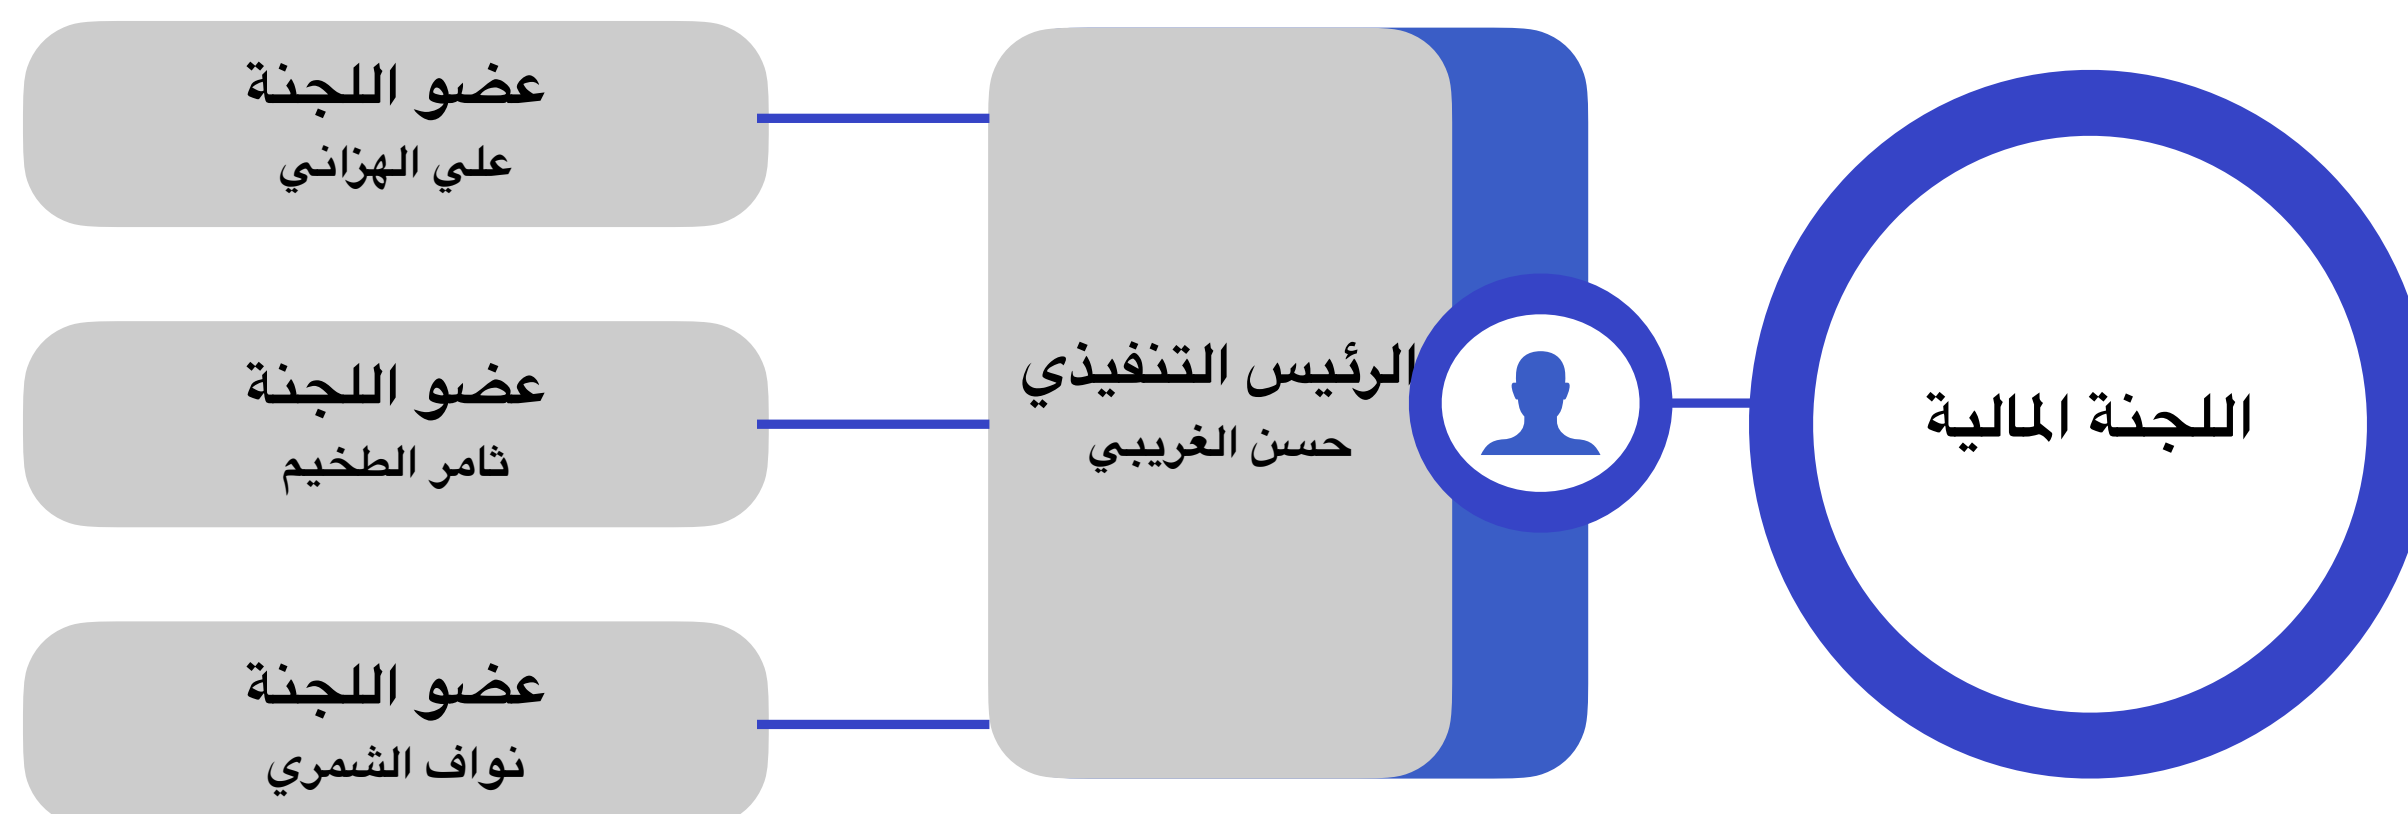 اللجنة المالية
الرئيس التنفيذي
حسن الغريبي
عضو اللجنة
علي الهزاني
عضو اللجنة
ثامر الطخيم
عضو اللجنة
نواف الشمري